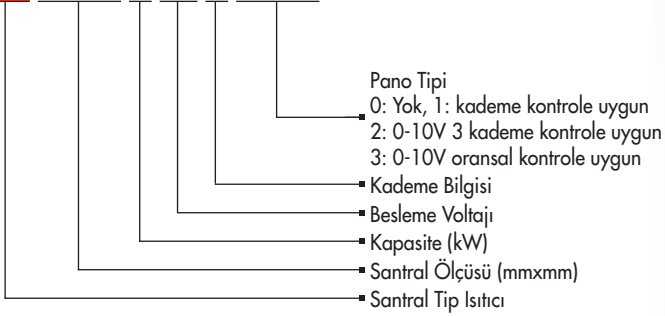 Pano Tipi
0: Yok, 1: kademe kontrole uygun
2: 0-10V 3 kademe kontrole uygun
3: 0-10V oransal kontrole uygun
Kademe Bilgisi
Besleme Voltajı
Kapasite (kW)
Santral Ölçüsü (mmxmm)
Santral Tip Isıtıcı